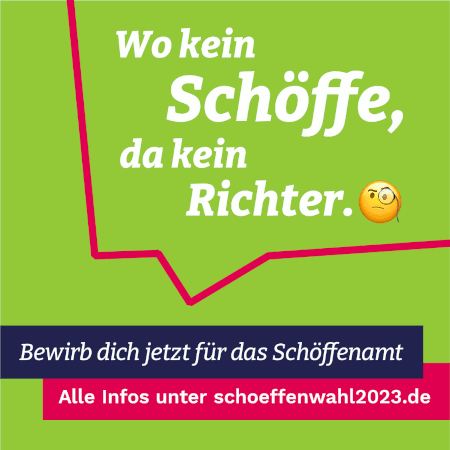 Wo kein
Schöffe,
da kein
Richter.🧐
Bewirb dich jetzt für das Schöffenamt
Alle Infos unter schoeffenwahl2023.de